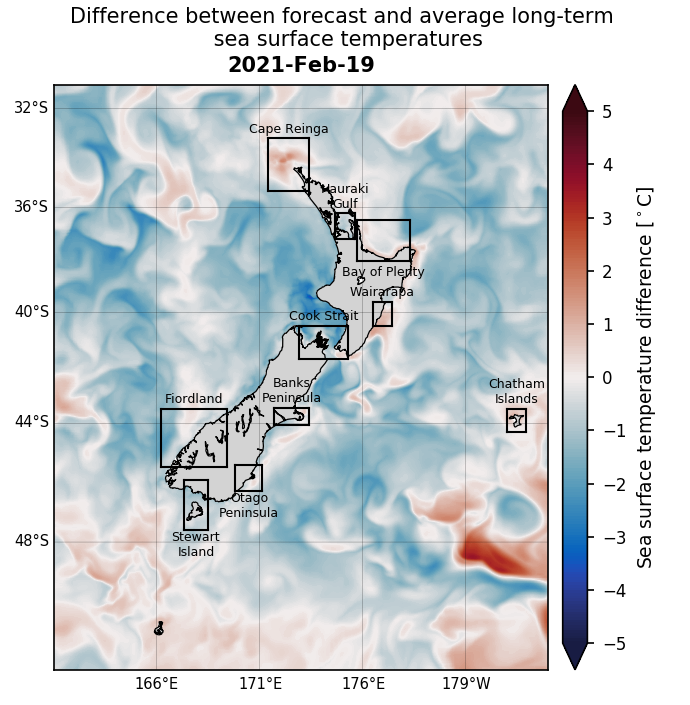 Difference between forecast and average long-term
sea surface temperatures
2021-Feb-19
32°S
36°S
40°S
44°S
48°S
166°E
171°E
176°E
179°W
Cape Reinga
Hauraki
Gulf
Bay of Plenty
Wairarapa
Cook Strait
Banks
Peninsula
Fiordland
Chatham
Islands
Otago
Peninsula
Stewart
Island
5
4
3
2
1
0
−1
−2
−3
−4
−5
Sea surface temperature difference [°C]